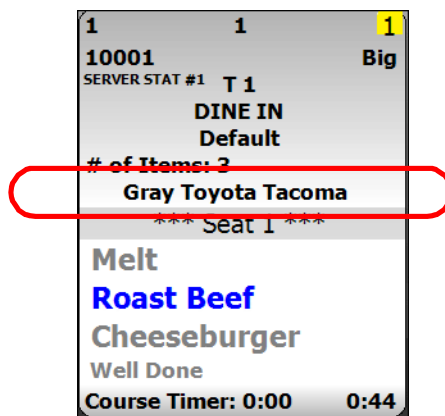 1 1 1
10001 Big
SERVER STAT #1 T 1
DINE IN
Default
# of Items: 3
Gray Toyota Tacoma
*** Seat 1 ***
Melt
Roast Beef
Cheeseburger
Well Done
Course Timer: 0:00 0:44